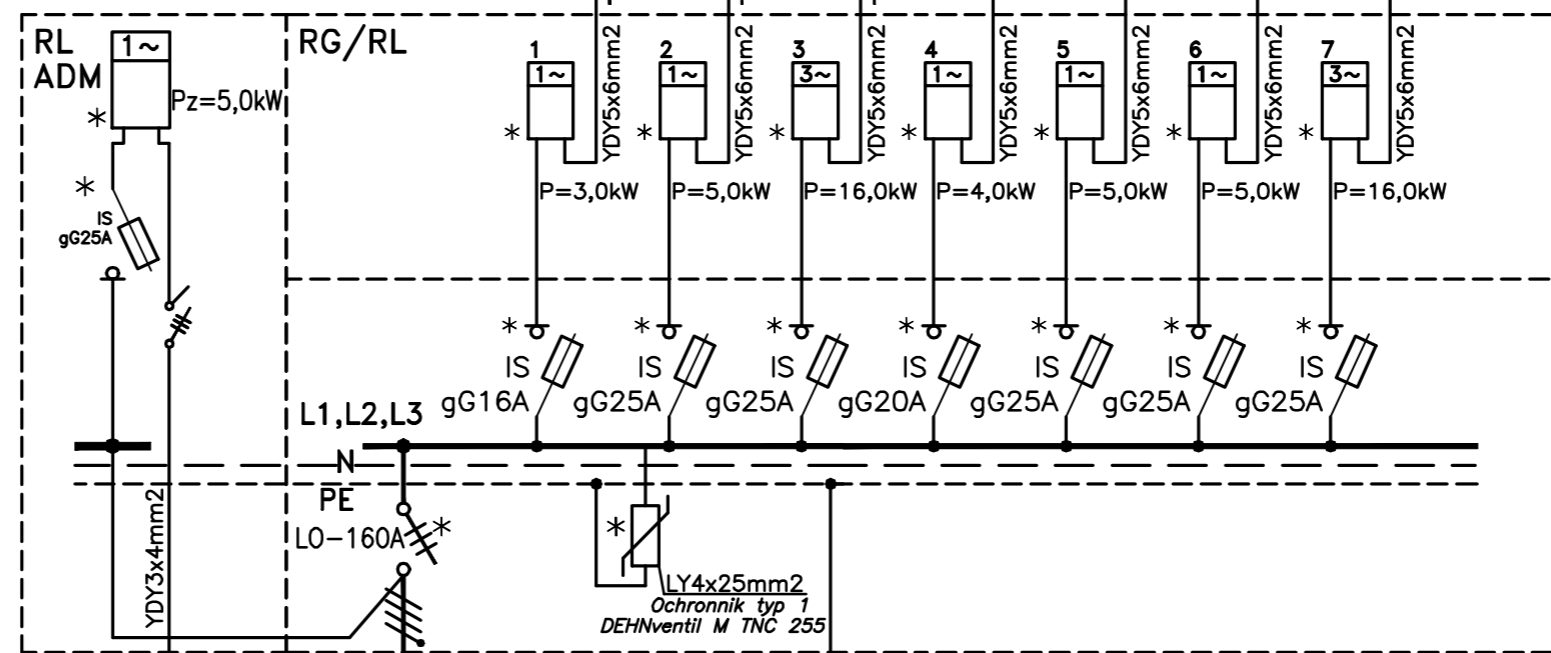 RL
ADM
1~
Pz=5,0kW
*
*
IS
gG25A
YDY3x4mm2
RG/RL
1
1~
*
YDY5x6mm2
P=3,0kW
2
1~
*
YDY5x6mm2
P=5,0kW
3
3~
*
YDY5x6mm2
P=16,0kW
4
1~
*
YDY5x6mm2
P=4,0kW
5
1~
*
YDY5x6mm2
P=5,0kW
6
1~
*
YDY5x6mm2
P=5,0kW
7
3~
*
YDY5x6mm2
P=16,0kW
*
IS
gG16A
*
IS
gG25A
*
IS
gG25A
*
IS
gG20A
*
IS
gG25A
*
IS
gG25A
*
IS
gG25A
L1,L2,L3
N
PE
LO-160A
*
*
LY4x25mm2
Ochronnik typ 1
DEHNventil M TNC 255